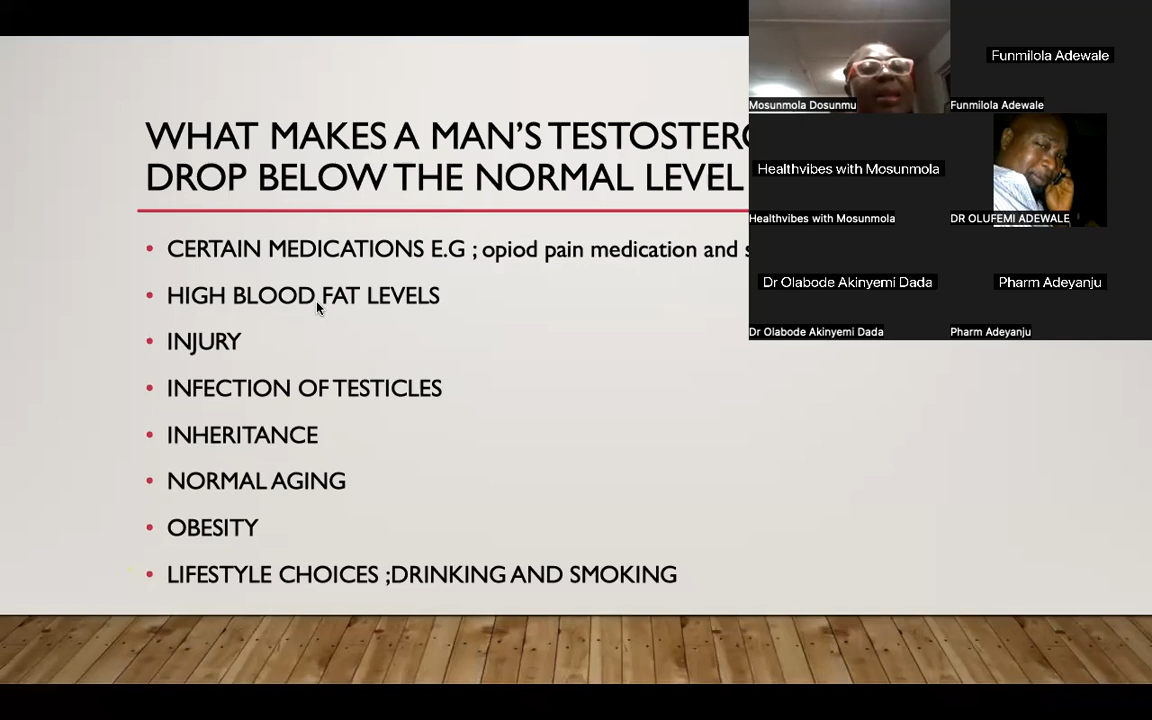 WHAT MAKES A MAN'S
DROP BELOW THE NORMAL LEVEL
• CERTAIN MEDICATIONS E.G ; opiod pain medication and
• HIGH BLOOD FAT LEVELS
• INJURY
• INFECTION OF TESTICLES
• INHERITANCE
• NORMAL AGING
• OBESITY
• LIFESTYLE CHOICES ;DRINKING AND SMOKING
Mosunmola Dosunmu
Funmilola Adewale
Funmilola Adewale
Healthvibes with Mosunmola
Healthvibes with Mosunmola
DR OLUFEMI ADEWALE
Dr Olabode Akinyemi Dada
Dr Olabode Akinyemi Dada
Pharm Adeyanju
Pharm Adeyanju